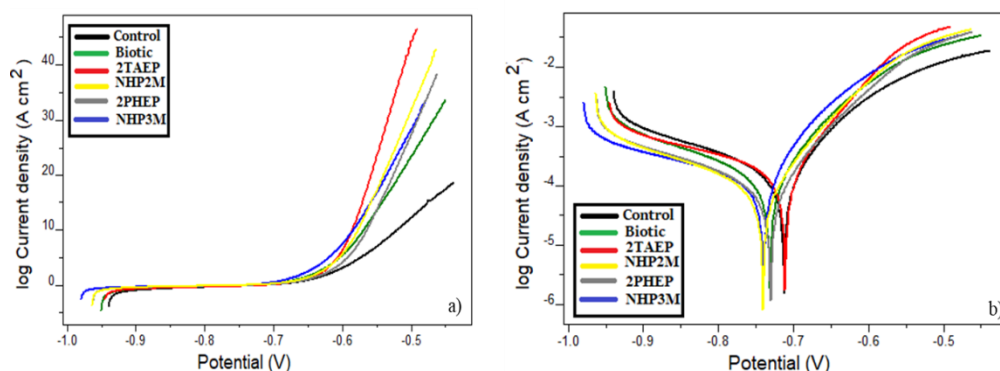 log Current density (A cm²)
Control
Biotic
2TAEP
NHP2M
2PHEP
NHP3M
40
30
20
10
0
a)
-1.0 -0.9 -0.8 -0.7 -0.6 -0.5
Potential (V)
log Current density (A cm²)
-2
-3
-4
-5
-6
Control
Biotic
2TAEP
NHP2M
2PHEP
NHP3M
b)
-1.0 -0.9 -0.8 -0.7 -0.6 -0.5 -0.4
Potential (V)